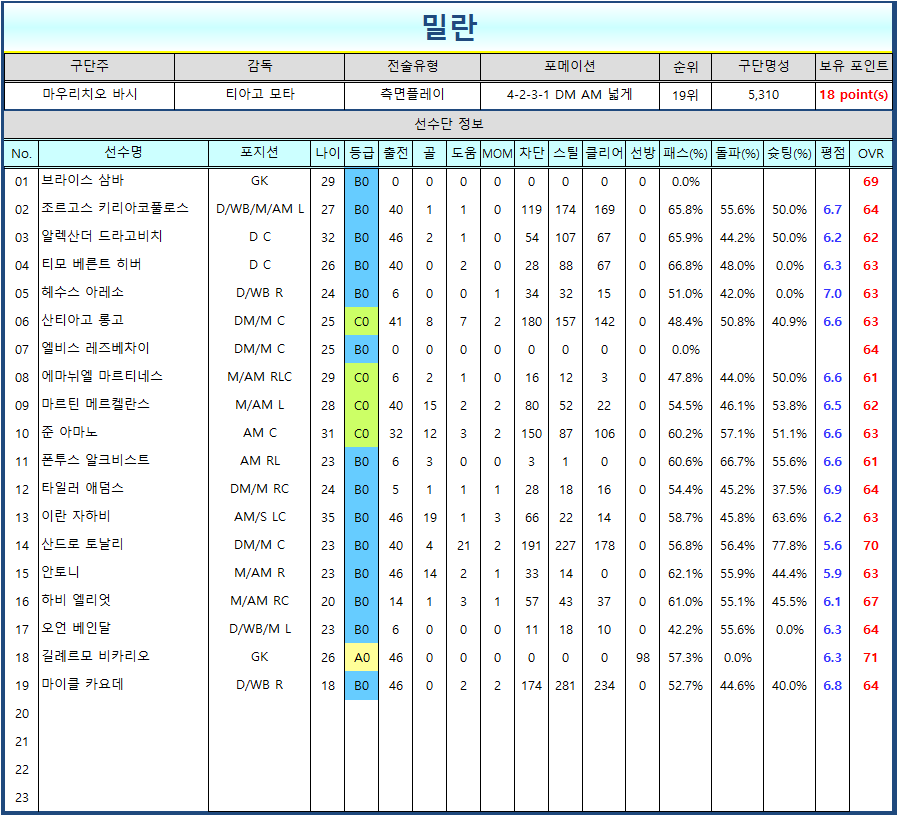 밀란
구단주 감독 전술유형 포메이션 순위 구단명성 보유 포인트
마우리치오 바시 티아고 모타 측면플레이 4-2-3-1 DM AM 넓게 19위 5,310 18 point(s)
선수단 정보
No. 선수명 포지션 나이 등급 출전 골 도움 MOM 차단 스틸 클리어 선방 패스(%) 돌파(%) 슛팅(%) 평점 OVR
01 브라이스 삼바 GK 29 B0 0 0 0 0 0 0 0 0 0.0% 69
02 조르고스 키리아코풀로스 D/WB/M/AM L 27 B0 40 1 1 0 119 174 169 0 65.8% 55.6% 50.0% 6.7 64
03 알렉산더 드라고비치 D C 32 B0 46 2 1 0 54 107 67 0 65.9% 44.2% 50.0% 6.2 62
04 티모 베른트 히버 D C 26 B0 40 0 2 0 28 88 67 0 66.8% 48.0% 0.0% 6.3 63
05 헤수스 아레소 D/WB R 24 B0 6 0 0 1 34 32 15 0 51.0% 42.0% 0.0% 7.0 63
06 산티아고 롱고 DM/M C 25 C0 41 8 7 2 180 157 142 0 48.4% 50.8% 40.9% 6.6 63
07 엘비스 레즈베차이 DM/M C 25 B0 0 0 0 0 0 0 0 0 0.0% 64
08 에마뉘엘 마르티네스 M/AM RLC 29 C0 6 2 1 0 16 12 3 0 47.8% 44.0% 50.0% 6.6 61
09 마르틴 메르켈란스 M/AM L 28 C0 40 15 2 2 80 52 22 0 54.5% 46.1% 53.8% 6.5 62
10 준 아마노 AM C 31 C0 32 12 3 2 150 87 106 0 60.2% 57.1% 51.1% 6.6 63
11 폰투스 알크비스트 AM RL 23 B0 6 3 0 0 3 1 0 0 60.6% 66.7% 55.6% 6.6 61
12 타일러 애덤스 DM/M RC 24 B0 5 1 1 1 28 18 16 0 54.4% 45.2% 37.5% 6.9 64
13 이란 자하비 AM/S LC 35 B0 46 19 1 3 66 22 14 0 58.7% 45.8% 63.6% 6.2 63
14 산드로 토날리 DM/M C 23 B0 40 4 21 2 191 227 178 0 56.8% 56.4% 77.8% 5.6 70
15 안토니 M/AM R 23 B0 46 14 2 1 33 14 0 0 62.1% 55.9% 44.4% 5.9 63
16 하비 엘리엇 M/AM RC 20 B0 14 1 3 1 57 43 37 0 61.0% 55.1% 45.5% 6.1 67
17 오언 베인달 D/WB/M L 23 B0 6 0 0 0 11 18 10 0 42.2% 55.6% 0.0% 6.3 64
18 길례르모 비카리오 GK 26 A0 46 0 0 0 0 0 0 98 57.3% 0.0% 6.3 71
19 마이클 카요데 D/WB R 18 B0 46 0 2 2 174 281 234 0 52.7% 44.6% 40.0% 6.8 64
20
21
22
23